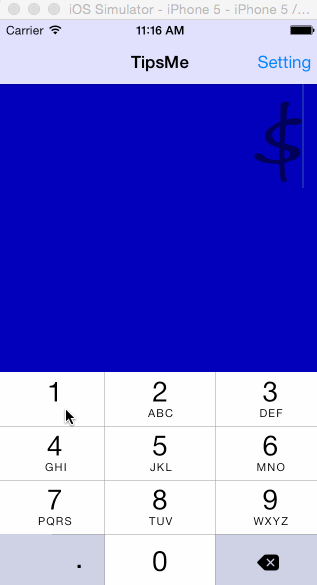 iOS Simulator - iPhone 5 - iPhone 5 /...
Carrier 11:16 AM
TipsMe Setting
$
1 2 3
ABC DEF
4 5 6
GHI JKL MNO
7 8 9
PQRS TUV WXYZ
. 0